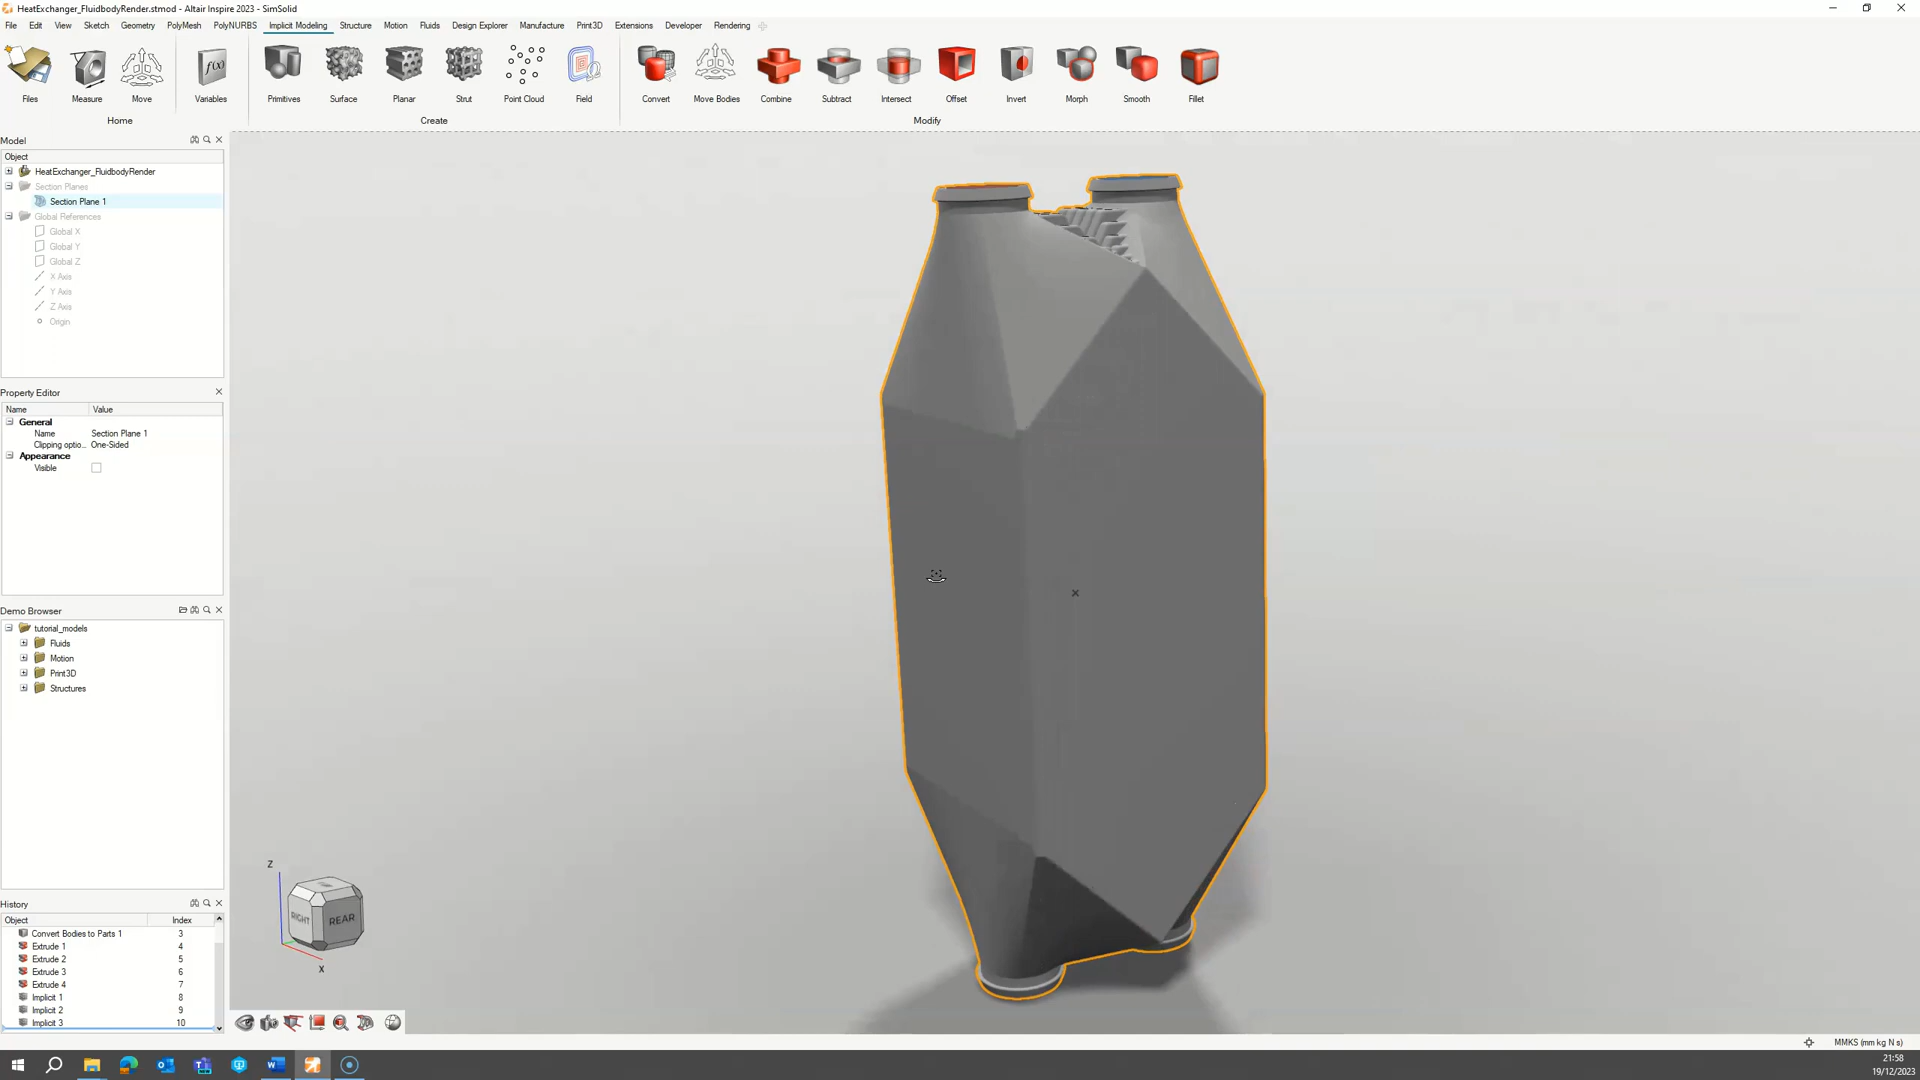 HeatExchanger_FluidbodyRender.stmod - Altair Inspire 2023 - SimSolid
File Edit View Sketch Geometry PolyMesh PolyNURBS Implicit Modeling Structure Motion Fluids Design Explorer Manufacture Print3D Extensions Developer Rendering
f(x)
Files Measure Move Variables Primitives Surface Planar Strut Point Cloud Field Convert Move Bodies Combine Subtract Intersect Offset Invert Morph Smooth Fillet
Home Create Modify
Model
Object
HeatExchanger_FluidbodyRender
Section Planes
Section Plane 1
Global References
Global X
Global Y
Global Z
X Axis
Y Axis
Z Axis
Origin
Property Editor
Name Value
General
Name Section Plane 1
Clipping optio... One-Sided
Appearance
Visible
Demo Browser
tutorial_models
Fluids
Motion
Print3D
Structures
Z
RIGHT REAR
X
History
Object Index
Convert Bodies to Parts 1 3
Extrude 1 4
Extrude 2 5
Extrude 3 6
Extrude 4 7
Implicit 1 8
Implicit 2 9
Implicit 3 10
MMKS (mm kg N s)
21:58
19/12/2023